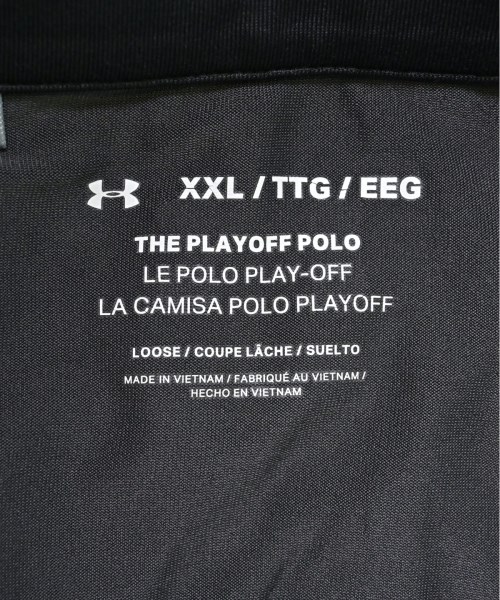 XXL / TTG / EEG
THE PLAYOFF POLO
LE POLO PLAY-OFF
LA CAMISA POLO PLAYOFF
LOOSE / COUPE LÂCHE / SUELTO
MADE IN VIETNAM / FABRIQUÉ AU VIETNAM /
HECHO EN VIETNAM